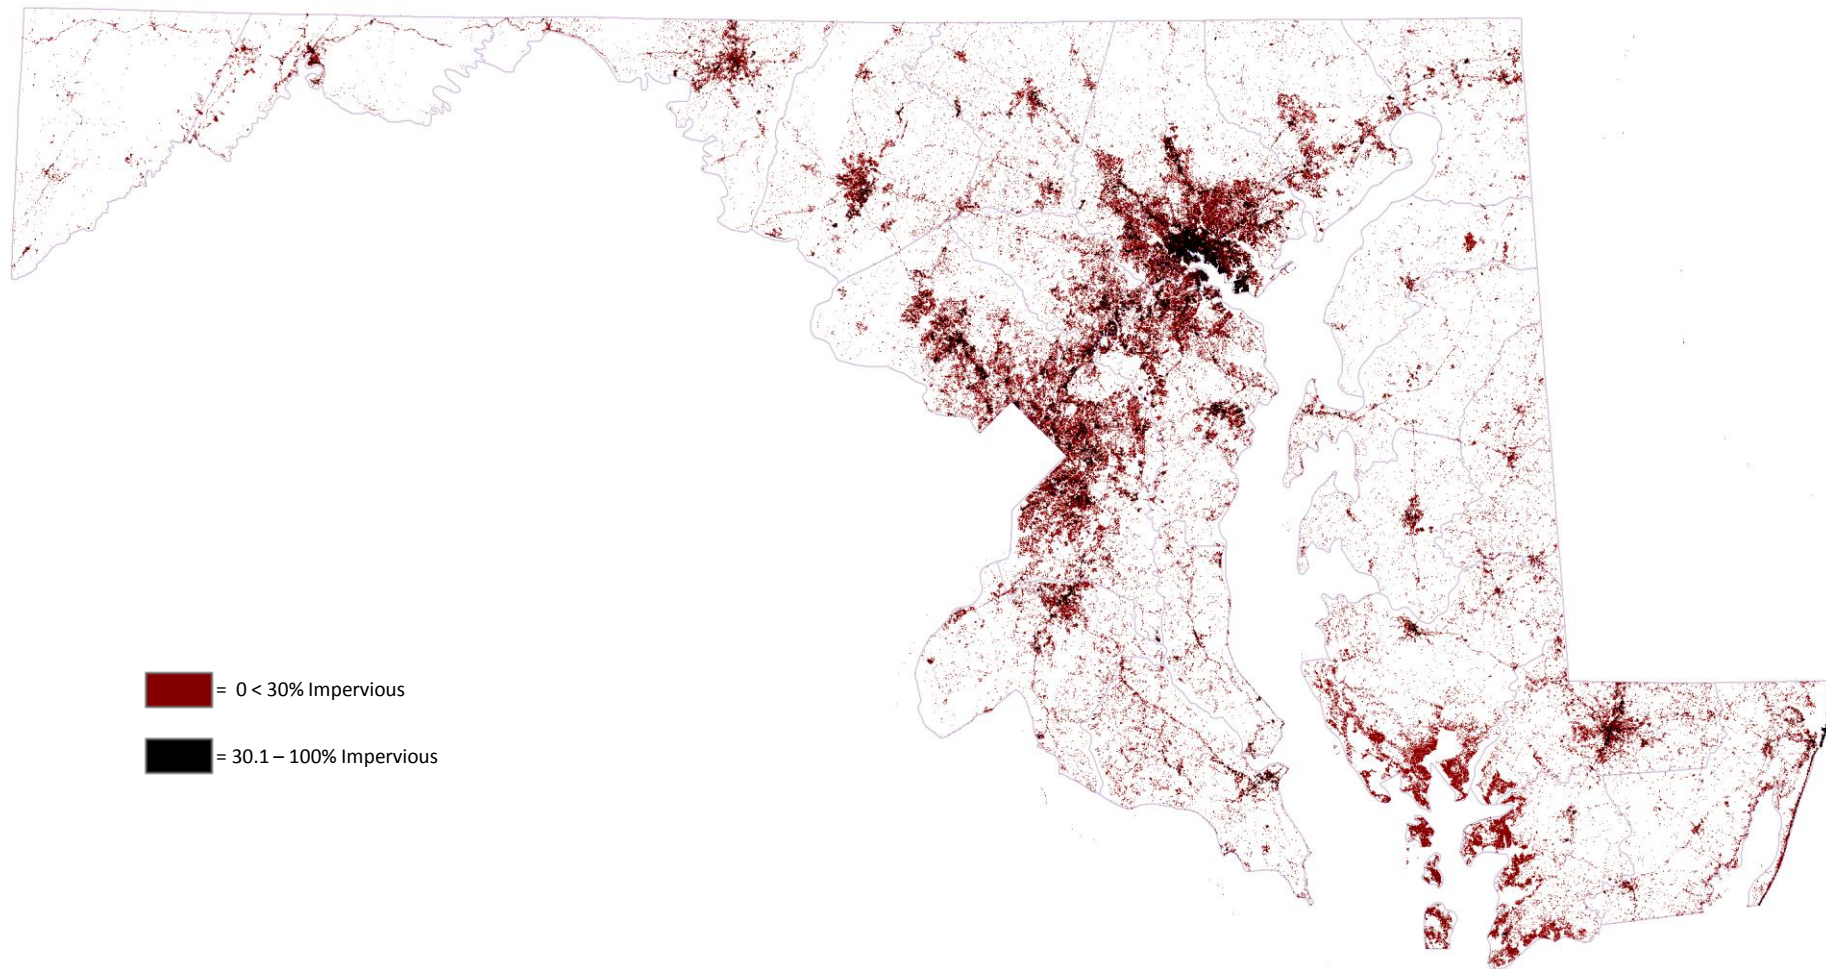 = 0 < 30% Impervious
= 30.1 – 100% Impervious